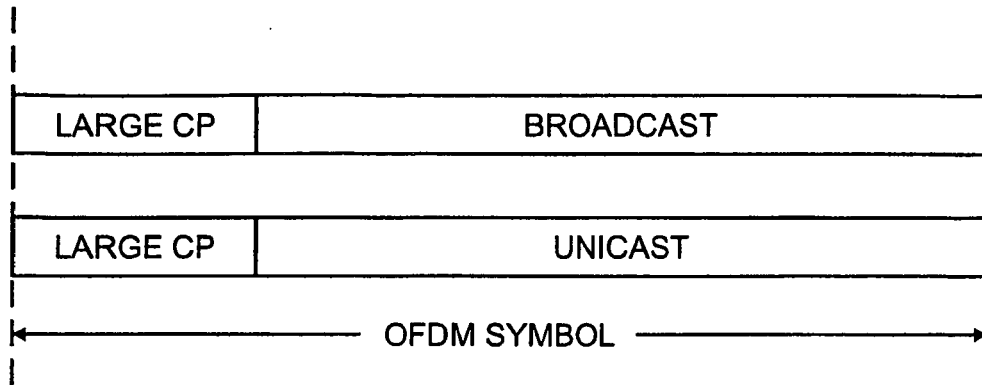 LARGE CP BROADCAST
LARGE CP UNICAST
OFDM SYMBOL